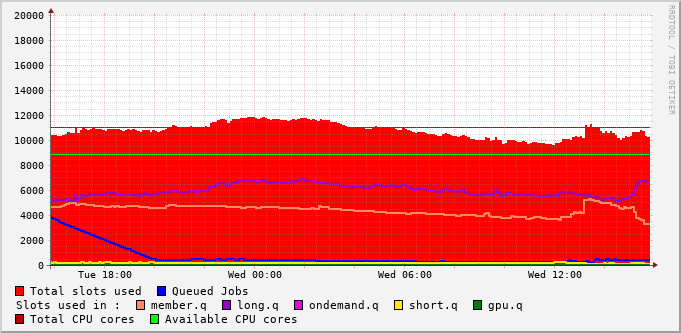 RRDTOOL / TOBI OETIKER
20000
18000
16000
14000
12000
10000
8000
6000
4000
2000
0
Tue 18:00 Wed 00:00 Wed 06:00 Wed 12:00
Total slots used Queued Jobs
Slots used in : member.q long.q ondemand.q short.q gpu.q
Total CPU cores Available CPU cores